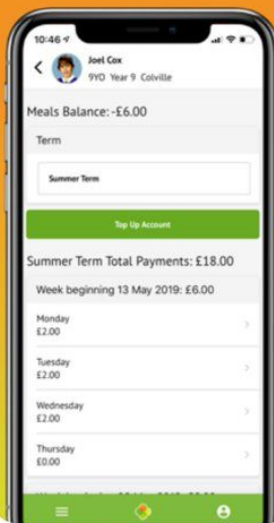 10:46
Joel Cox
9YO Year 9 Colville
Meals Balance:-£6.00
Term
Summer Term
Top Up Account
Summer Term Total Payments: £18.00
Week beginning 13 May 2019: £6.00
Monday
£2.00
Tuesday
£2.00
Wednesday
£2.00
Thursday
£0.00